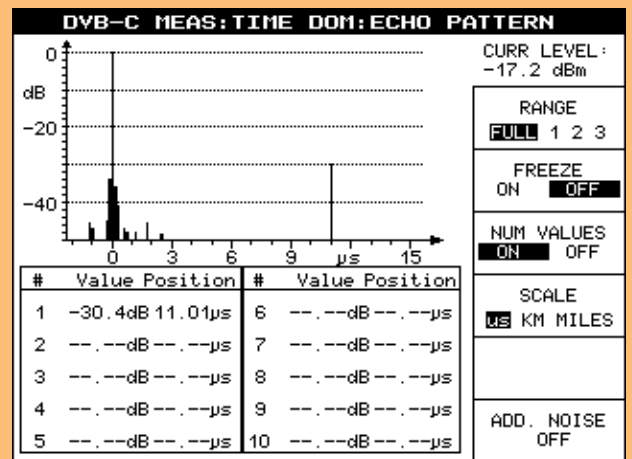 DVB-C MEAS:TIME DOM:ECHO PATTERN
0
dB
-20
-40
0 3 6 9 µs 15
# Value Position # Value Position
1 -30.4dB 11.01µs 6 --.--dB --.--µs
2 --.--dB --.--µs 7 --.--dB --.--µs
3 --.--dB --.--µs 8 --.--dB --.--µs
4 --.--dB --.--µs 9 --.--dB --.--µs
5 --.--dB --.--µs 10 --.--dB --.--µs
CURR LEVEL:
-17.2 dBm
RANGE
FULL 1 2 3
FREEZE
ON OFF
NUM VALUES
ON OFF
SCALE
us KM MILES
ADD. NOISE
OFF